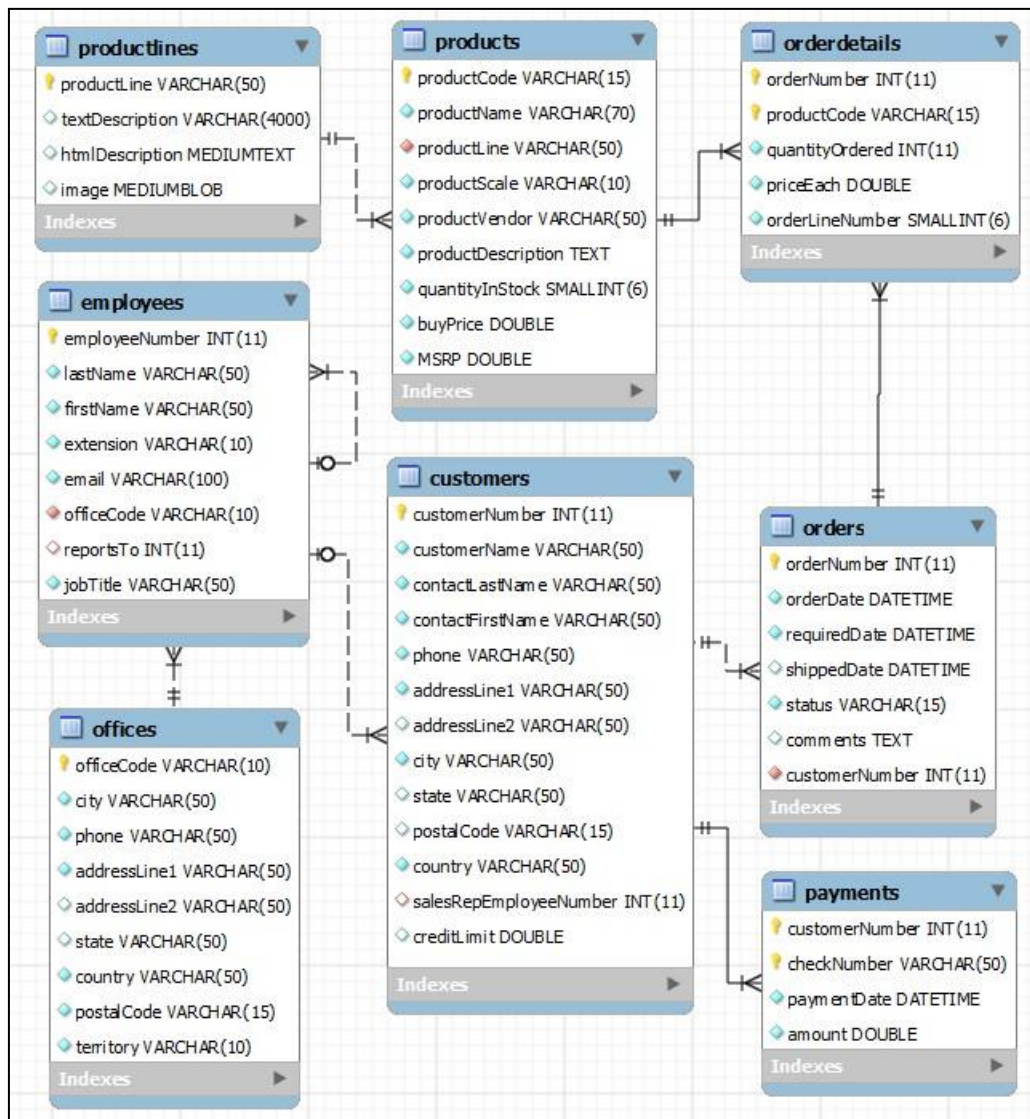 productlines
productLine VARCHAR(50)
textDescription VARCHAR(4000)
htmlDescription MEDIUMTEXT
image MEDIUMBLOB
Indexes
products
productCode VARCHAR(15)
productName VARCHAR(70)
productLine VARCHAR(50)
productScale VARCHAR(10)
productVendor VARCHAR(50)
productDescription TEXT
quantityInStock SMALLINT(6)
buyPrice DOUBLE
MSRP DOUBLE
Indexes
orderdetails
orderNumber INT(11)
productCode VARCHAR(15)
quantityOrdered INT(11)
priceEach DOUBLE
orderLineNumber SMALLINT(6)
Indexes
employees
employeeNumber INT(11)
lastName VARCHAR(50)
firstName VARCHAR(50)
extension VARCHAR(10)
email VARCHAR(100)
officeCode VARCHAR(10)
reportsTo INT(11)
jobTitle VARCHAR(50)
Indexes
customers
customerNumber INT(11)
customerName VARCHAR(50)
contactLastName VARCHAR(50)
contactFirstName VARCHAR(50)
phone VARCHAR(50)
addressLine1 VARCHAR(50)
addressLine2 VARCHAR(50)
city VARCHAR(50)
state VARCHAR(50)
postalCode VARCHAR(15)
country VARCHAR(50)
salesRepEmployeeNumber INT(11)
creditLimit DOUBLE
Indexes
orders
orderNumber INT(11)
orderDate DATETIME
requiredDate DATETIME
shippedDate DATETIME
status VARCHAR(15)
comments TEXT
customerNumber INT(11)
Indexes
offices
officeCode VARCHAR(10)
city VARCHAR(50)
phone VARCHAR(50)
addressLine1 VARCHAR(50)
addressLine2 VARCHAR(50)
state VARCHAR(50)
country VARCHAR(50)
postalCode VARCHAR(15)
territory VARCHAR(10)
Indexes
payments
customerNumber INT(11)
checkNumber VARCHAR(50)
paymentDate DATETIME
amount DOUBLE
Indexes